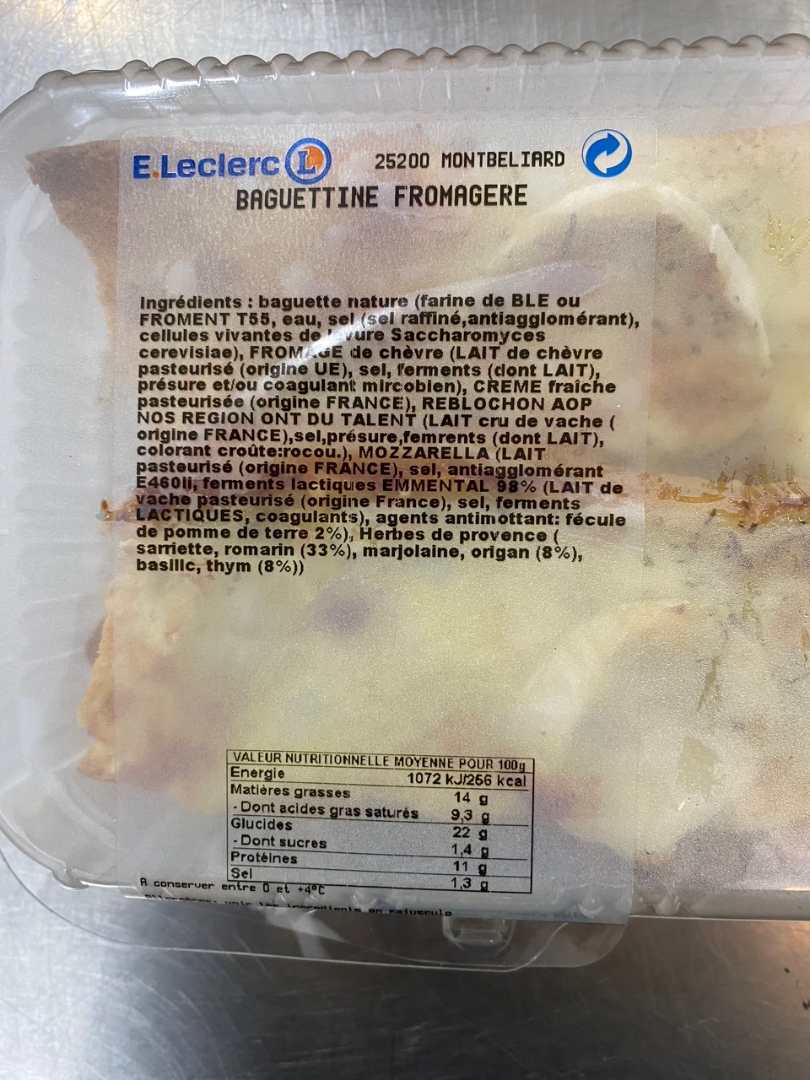 E.Leclerc L 25200 MONTBELIARD
BAGUETTINE FROMAGERE
Ingrédients : baguette nature (farine de BLE ou
FROMENT T55, eau, sel (sel raffiné,antiagglomérant),
cellules vivantes de levure Saccharomyces
cerevisiae), FROMAGE de chèvre (LAIT de chèvre
pasteurisé (origine UE), sel, ferments (dont LAIT),
présure et/ou coagulant mircobien), CREME fraîche
pasteurisée (origine FRANCE), REBLOCHON AOP
NOS REGION ONT DU TALENT (LAIT cru de vache (
origine FRANCE),sel,présure,femrents (dont LAIT),
colorant croûte:rocou.), MOZZARELLA (LAIT
pasteurisé (origine FRANCE), sel, antiagglomérant
E460ii, ferments lactiques EMMENTAL 98% (LAIT de
vache pasteurisé (origine France), sel, ferments
LACTIQUES, coagulants), agents antimottant: fécule
de pomme de terre 2%), Herbes de provence (
sarriette, romarin (33%), marjolaine, origan (8%),
basilic, thym (8%))
VALEUR NUTRITIONNELLE MOYENNE POUR 100g
Energie 1072 kJ/256 kcal
Matières grasses 14 g
- Dont acides gras saturés 9,3 g
Glucides 22 g
- Dont sucres 1,4 g
Protéines 11 g
Sel 1,3 g
A conserver entre 0 et +4°C
voir les ingredients en majuscule